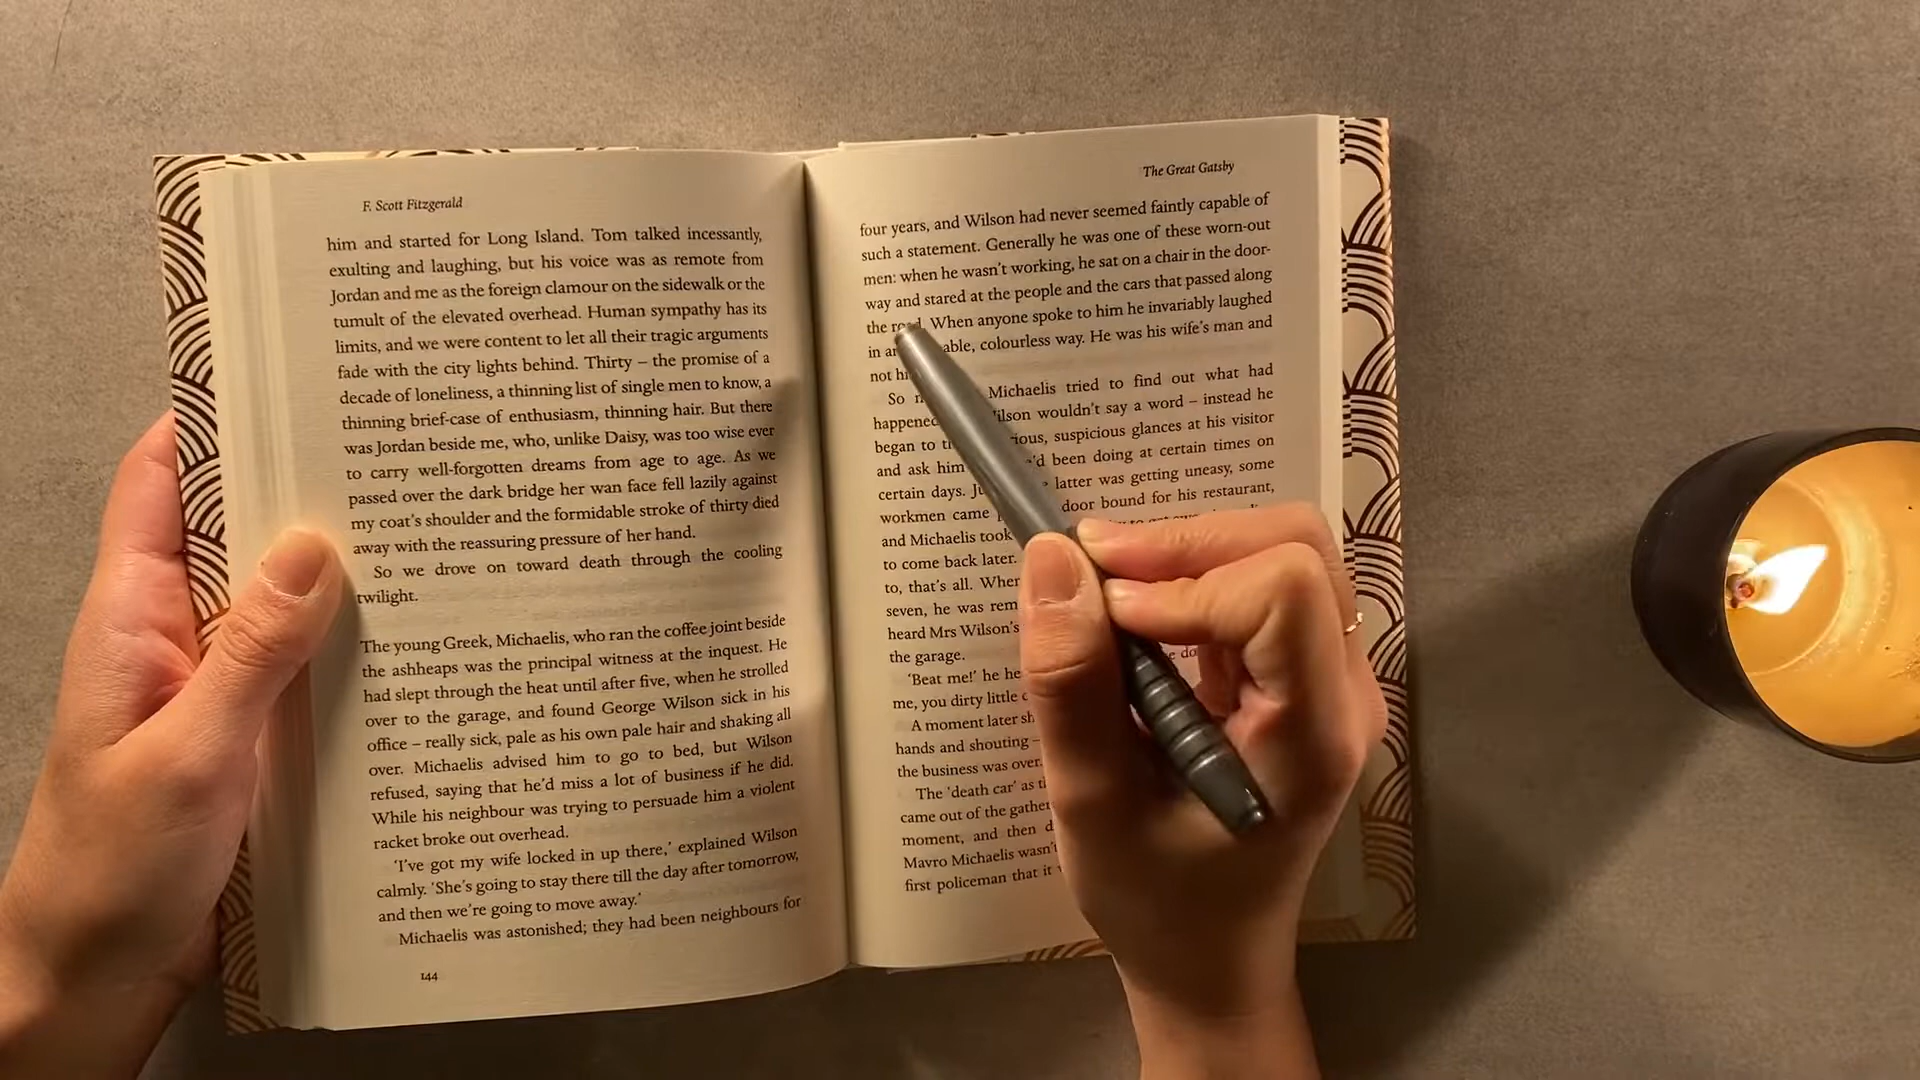 F. Scott Fitzgerald
him and started for Long Island. Tom talked incessantly,
exulting and laughing, but his voice was as remote from
Jordan and me as the foreign clamour on the sidewalk or the
tumult of the elevated overhead. Human sympathy has its
limits, and we were content to let all their tragic arguments
fade with the city lights behind. Thirty – the promise of a
decade of loneliness, a thinning list of single men to know, a
thinning brief-case of enthusiasm, thinning hair. But there
was Jordan beside me, who, unlike Daisy, was too wise ever
to carry well-forgotten dreams from age to age. As we
passed over the dark bridge her wan face fell lazily against
my coat's shoulder and the formidable stroke of thirty died
away with the reassuring pressure of her hand.
So we drove on toward death through the cooling
twilight.
The young Greek, Michaelis, who ran the coffee joint beside
the ashheaps was the principal witness at the inquest. He
had slept through the heat until after five, when he strolled
over to the garage, and found George Wilson sick in his
office – really sick, pale as his own pale hair and shaking all
over. Michaelis advised him to go to bed, but Wilson
refused, saying that he'd miss a lot of business if he did.
While his neighbour was trying to persuade him a violent
racket broke out overhead.
'I've got my wife locked in up there,' explained Wilson
calmly. 'She's going to stay there till the day after tomorrow,
and then we're going to move away.'
Michaelis was astonished; they had been neighbours for
144
The Great Gatsby
four years, and Wilson had never seemed faintly capable of
such a statement. Generally he was one of these worn-out
men: when he wasn't working, he sat on a chair in the door-
way and stared at the people and the cars that passed along
the When anyone spoke to him he invariably laughed
in colourless way. He was his wife's man and
not
So Michaelis tried to find out what had
happened wouldn't say a word – instead he
began to suspicious glances at his visitor
and ask him been doing at certain times on
certain days. latter was getting uneasy, some
workmen came door bound for his restaurant,
and Michaelis took
to come back later.
to, that's all.
seven, he was
heard Mrs Wilson's
the garage.
'Beat me!' he
me, you dirty little
A moment later
hands and shouting –
the business was over.
The 'death car' as
came out of the
moment, and then
Mavro Michaelis
first policeman that it